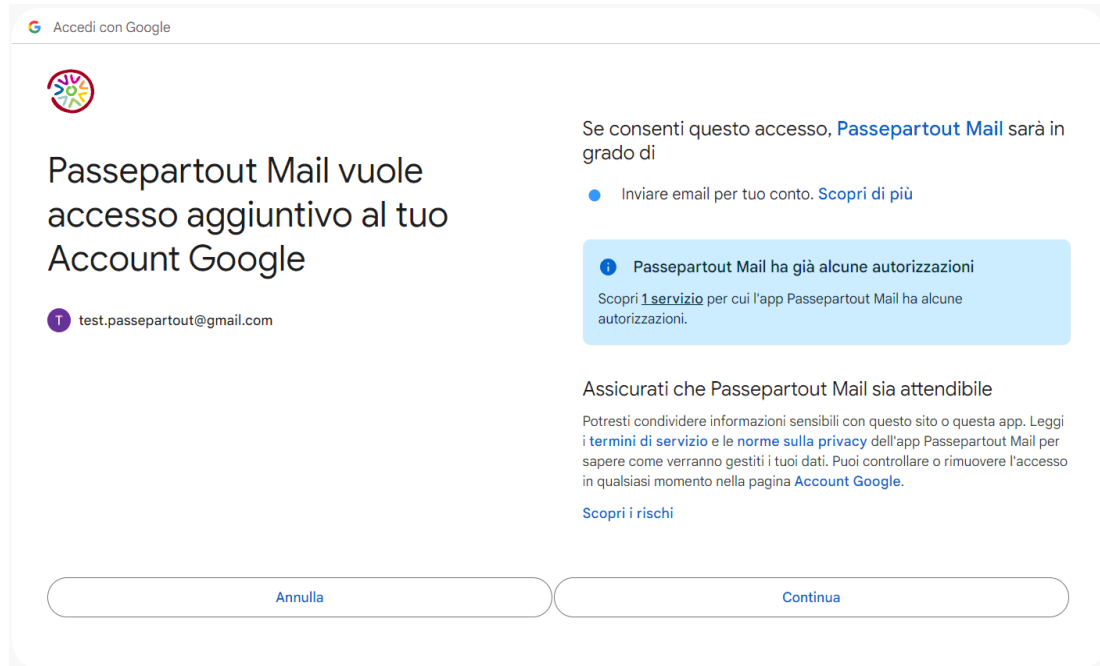 Accedi con Google
Passepartout Mail vuole
accesso aggiuntivo al tuo
Account Google
T test.passepartout@gmail.com
Se consenti questo accesso, Passepartout Mail sarà in
grado di
Inviare email per tuo conto. Scopri di più
Passepartout Mail ha già alcune autorizzazioni
Scopri 1 servizio per cui l'app Passepartout Mail ha alcune
autorizzazioni.
Assicurati che Passepartout Mail sia attendibile
Potresti condividere informazioni sensibili con questo sito o questa app. Leggi
i termini di servizio e le norme sulla privacy dell'app Passepartout Mail per
sapere come verranno gestiti i tuoi dati. Puoi controllare o rimuovere l'accesso
in qualsiasi momento nella pagina Account Google.
Scopri i rischi
Annulla
Continua